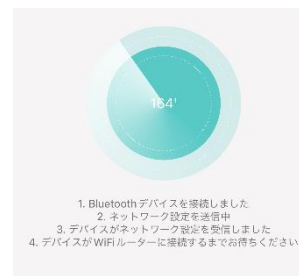 164'
1. Bluetoothデバイスを接続しました
2. ネットワーク設定を送信中
3. デバイスがネットワーク設定を受信しました
4. デバイスがWiFiルーターに接続するまでお待ちください